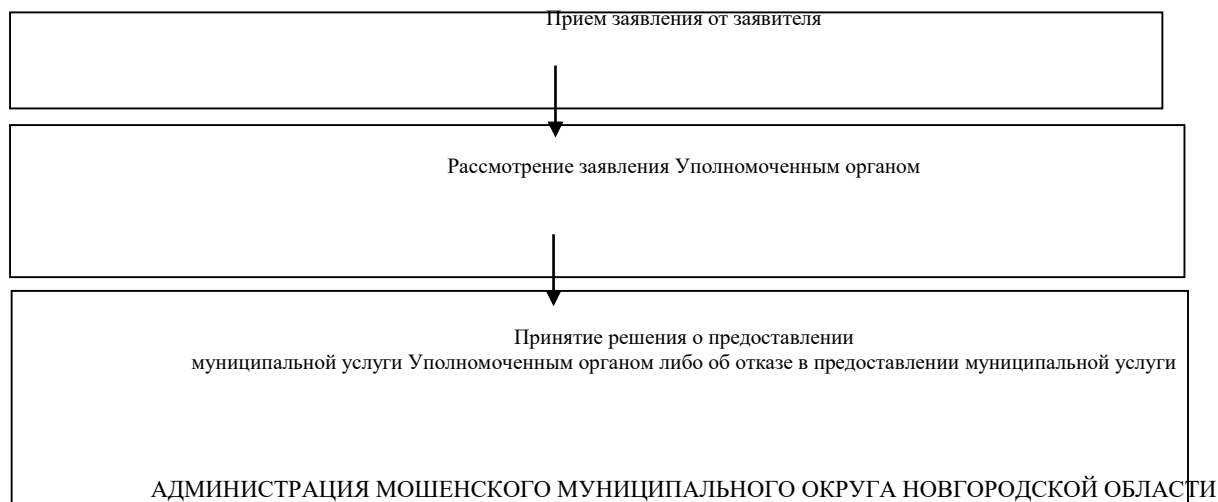 Прием заявления от заявителя
Рассмотрение заявления Уполномоченным органом
Принятие решения о предоставлении
муниципальной услуги Уполномоченным органом либо об отказе в предоставлении муниципальной услуги
АДМИНИСТРАЦИЯ МОШЕНСКОГО МУНИЦИПАЛЬНОГО ОКРУГА НОВГОРОДСКОЙ ОБЛАСТИ